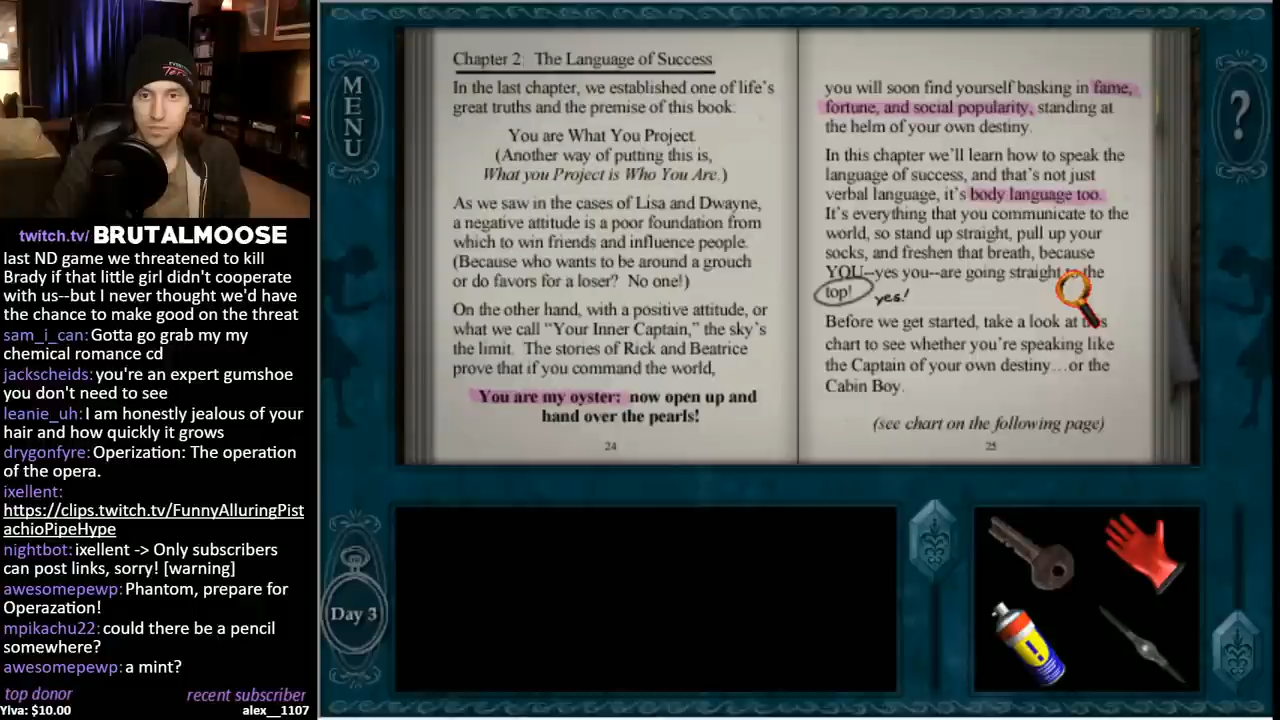 twitch.tv/ BRUTALMOOSE
last ND game we threatened to kill
Brady if that little girl didn't cooperate
with us--but I never thought we'd have
the chance to make good on the threat
sam_i_can: Gotta go grab my my
chemical romance cd
jackscheids: you're an expert gumshoe
you don't need to see
leanie_uh: I am honestly jealous of your
hair and how quickly it grows
drygonfyre: Operization: The operation
of the opera.
ixellent:
https://clips.twitch.tv/FunnyAlluringPist
achioPipeHype
nightbot: ixellent -> Only subscribers
can post links, sorry! [warning]
awesomepewp: Phantom, prepare for
Operazation!
mpikachu22: could there be a pencil
somewhere?
awesomepewp: a mint?
top donor
Ylva: $10.00
recent subscriber
alex__1107
MENU
Chapter 2: The Language of Success
In the last chapter, we established one of life's
great truths and the premise of this book:
You are What You Project.
(Another way of putting this is,
What you Project is Who You Are.)
As we saw in the cases of Lisa and Dwayne,
a negative attitude is a poor foundation from
which to win friends and influence people.
(Because who wants to be around a grouch
or do favors for a loser? No one!)
On the other hand, with a positive attitude, or
what we call "Your Inner Captain," the sky's
the limit. The stories of Rick and Beatrice
prove that if you command the world,
You are my oyster: now open up and
hand over the pearls!
24
you will soon find yourself basking in fame,
fortune, and social popularity, standing at
the helm of your own destiny.
In this chapter we'll learn how to speak the
language of success, and that's not just
verbal language, it's body language too.
It's everything that you communicate to the
world, so stand up straight, pull up your
socks, and freshen that breath, because
YOU--yes you--are going straight to the
top! yes!
Before we get started, take a look at this
chart to see whether you're speaking like
the Captain of your own destiny...or the
Cabin Boy.
(see chart on the following page)
25
?
Day 3
!